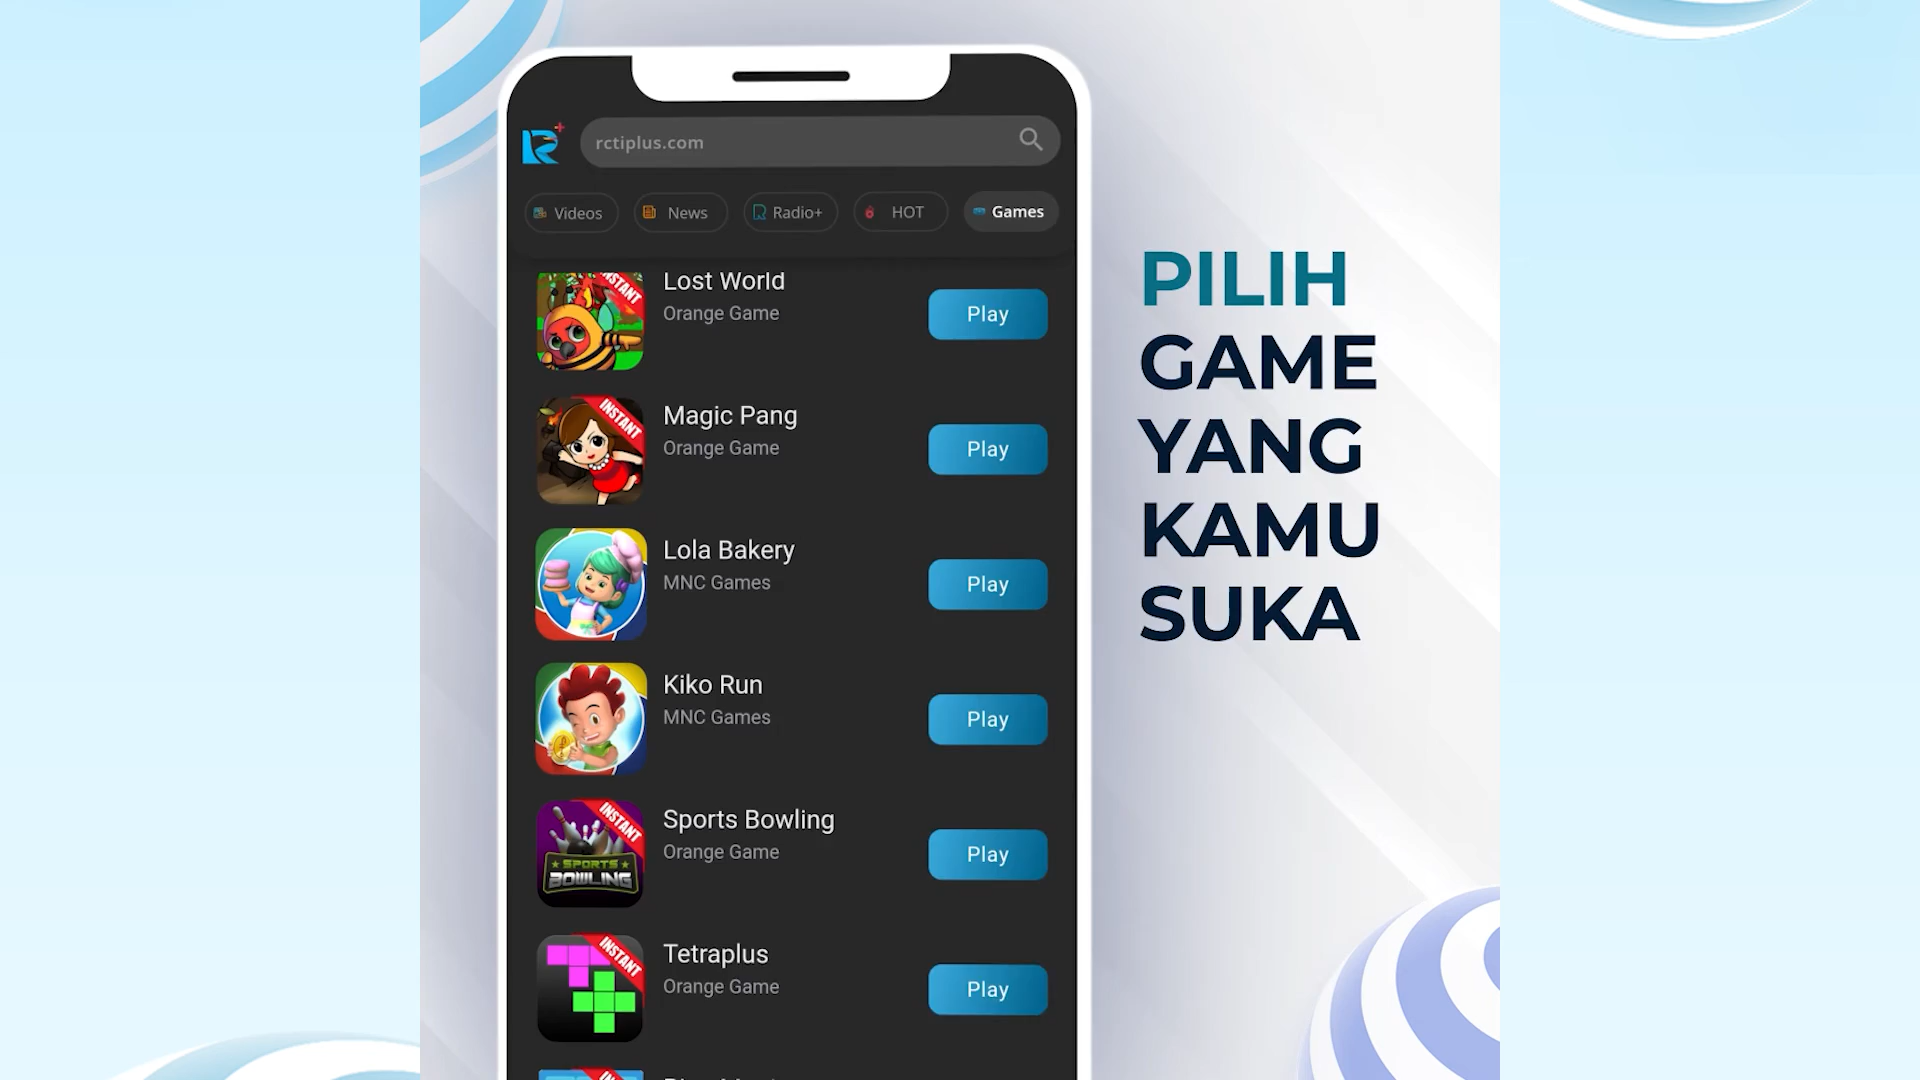 rctiplus.com
Videos
News
Radio+
HOT
Games
INSTANT
Lost World
Orange Game
Play
INSTANT
Magic Pang
Orange Game
Play
Lola Bakery
MNC Games
Play
Kiko Run
MNC Games
Play
INSTANT
SPORTS
BOWLING
Sports Bowling
Orange Game
Play
INSTANT
Tetraplus
Orange Game
Play
PILIH
GAME
YANG
KAMU
SUKA